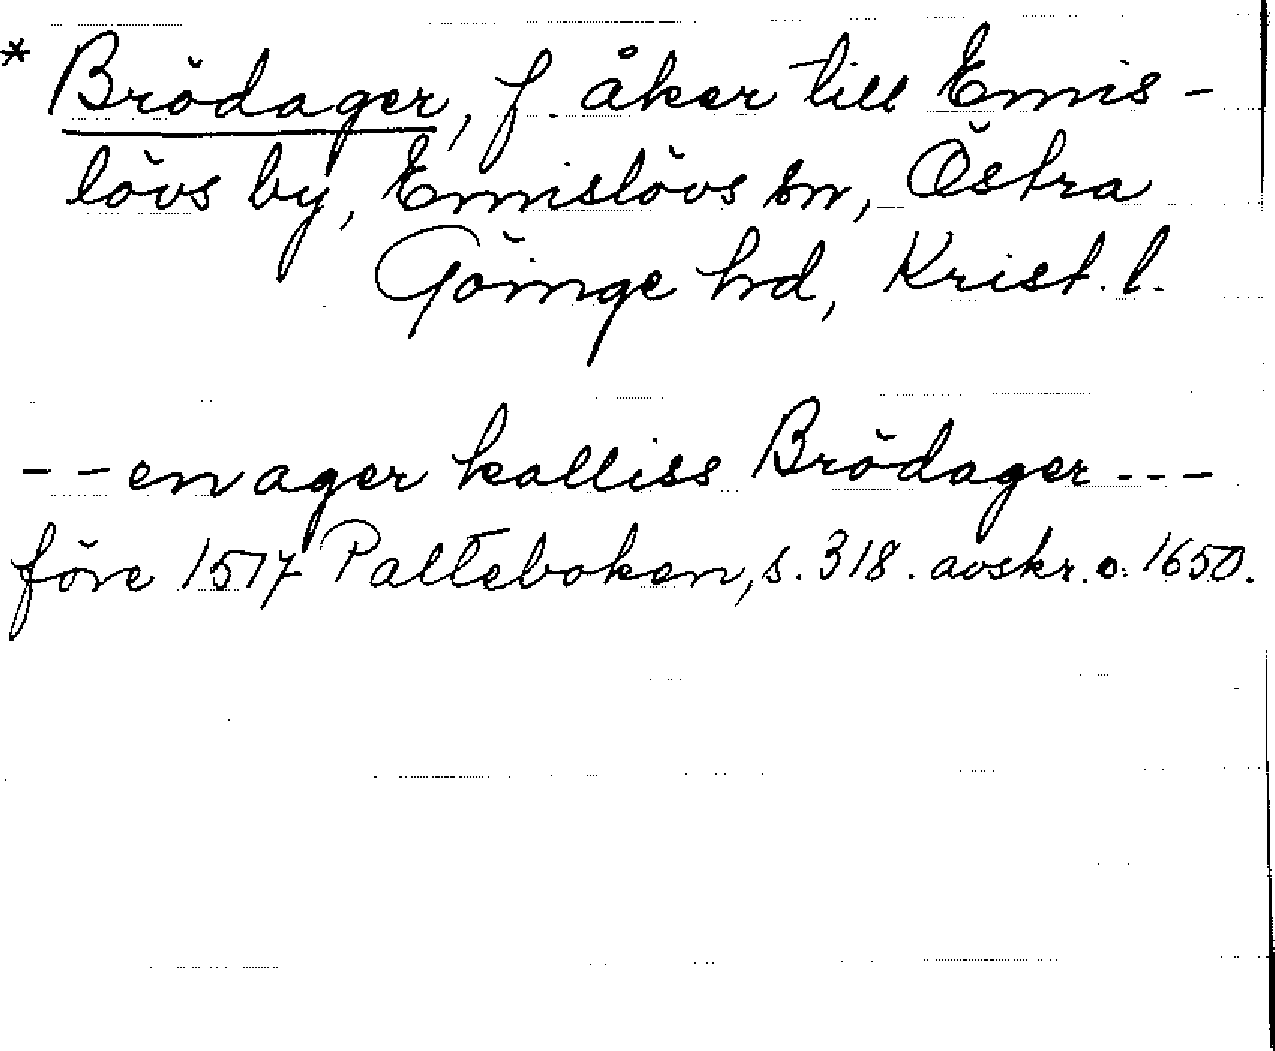 * Brödager, f. åker till Emis-
lövs by, Emislövs sn, Östra
Göinge hd, Krist. l.
-- en ager kalliss Brödager ---
före 1517 Palteboken, s. 318. avskr. o. 1650.